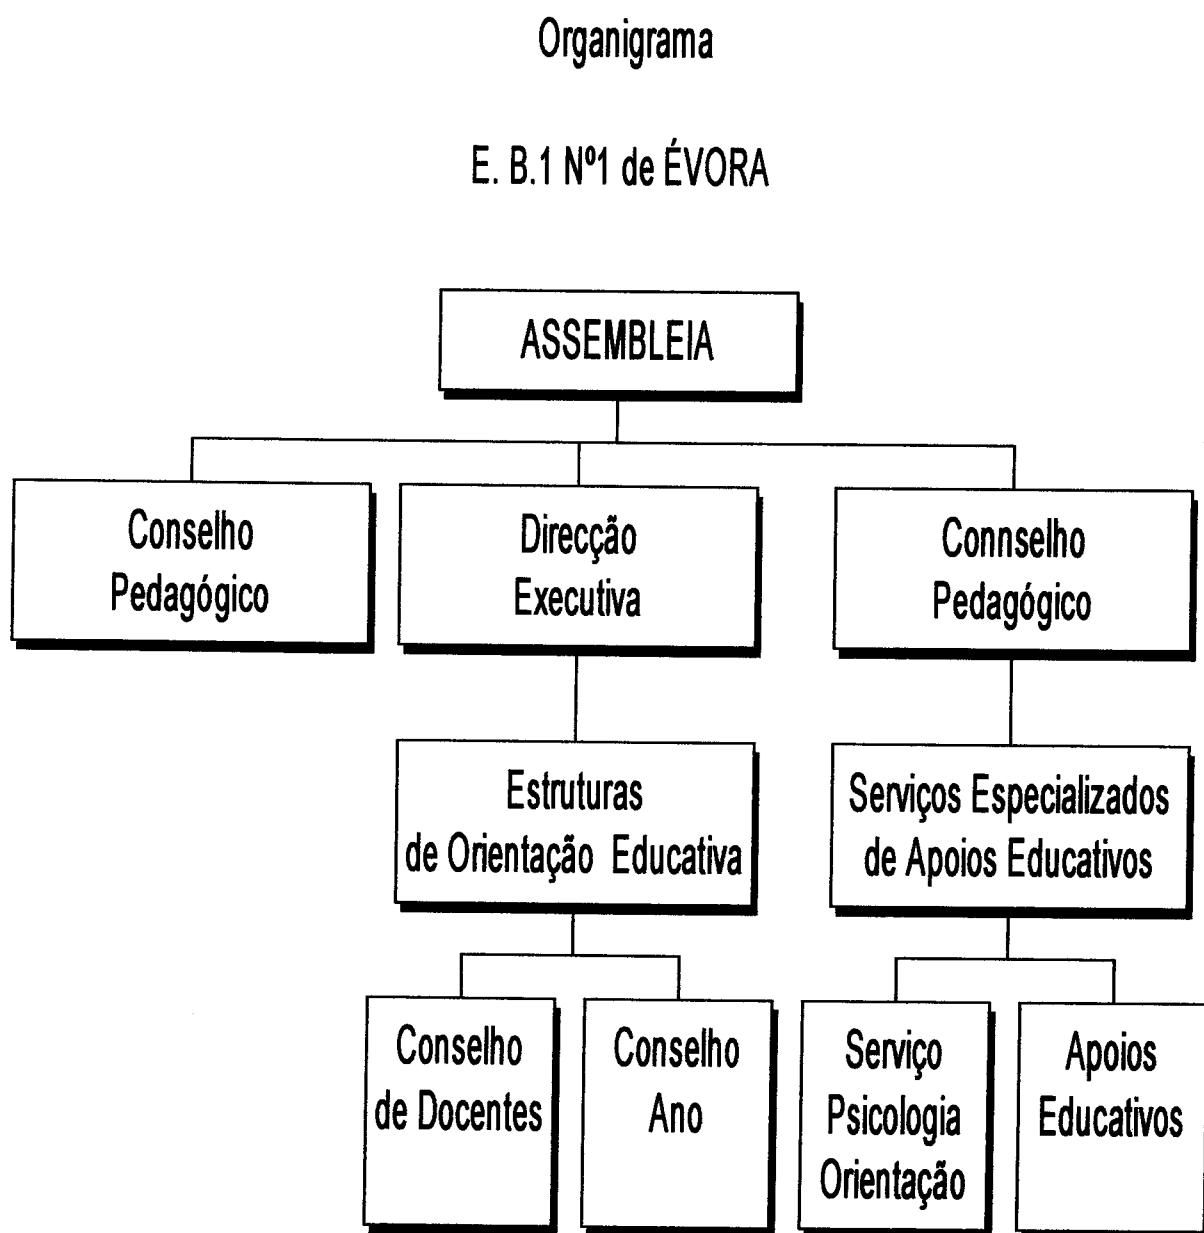 Organigrama
E. B.1 Nº1 de ÉVORA
ASSEMBLEIA
Conselho
Pedagógico
Direcção
Executiva
Connselho
Pedagógico
Estruturas
de Orientação Educativa
Serviços Especializados
de Apoios Educativos
Conselho
de Docentes
Conselho
Ano
Serviço
Psicologia
Orientação
Apoios
Educativos